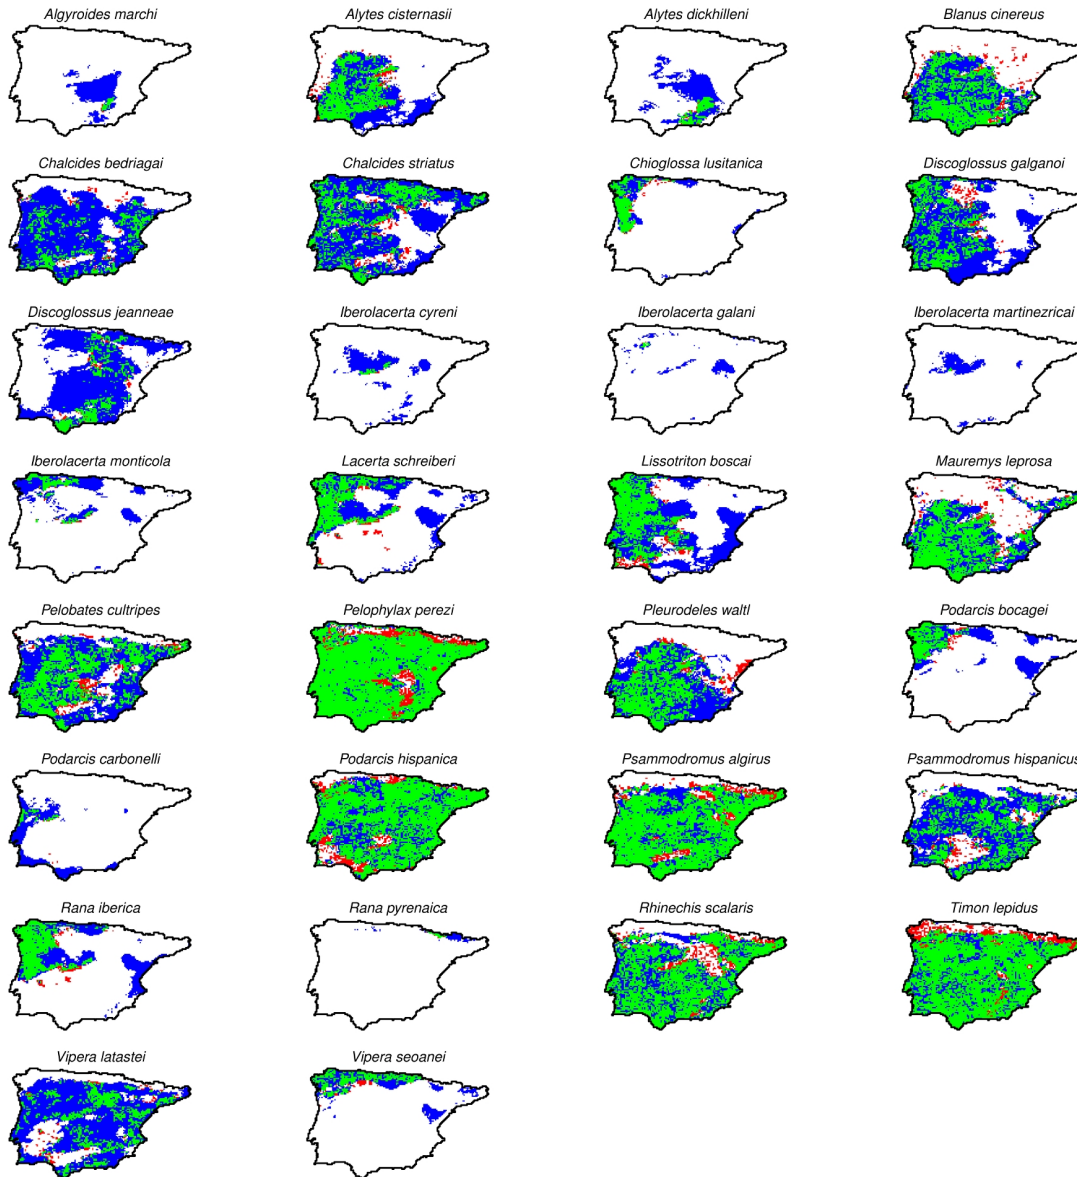 Algyroides marchi
Alytes cisternasii
Alytes dickhilleni
Blanus cinereus
Chalcides bedriagai
Chalcides striatus
Chioglossa lusitanica
Discoglossus galganoi
Discoglossus jeanneae
Iberolacerta cyreni
Iberolacerta galani
Iberolacerta martinezricai
Iberolacerta monticola
Lacerta schreiberi
Lissotriton boscai
Mauremys leprosa
Pelobates cultripes
Pelophylax perezi
Pleurodeles waltl
Podarcis bocagei
Podarcis carbonelli
Podarcis hispanica
Psammodromus algirus
Psammodromus hispanicus
Rana iberica
Rana pyrenaica
Rhinechis scalaris
Timon lepidus
Vipera latastei
Vipera seoanei